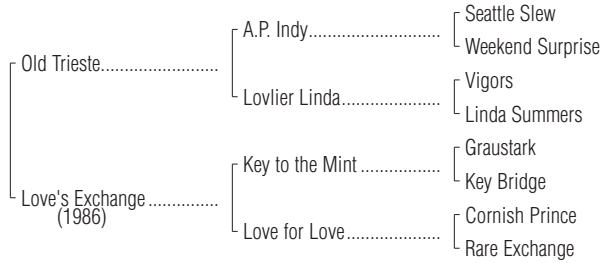 Seattle Slew
A.P. Indy..............................
Weekend Surprise
Old Trieste...........................
Vigors
Lovlier Linda.......................
Linda Summers
Graustark
Key to the Mint ..................
Key Bridge
Love's Exchange ................
(1986)
Cornish Prince
Love for Love......................
Rare Exchange